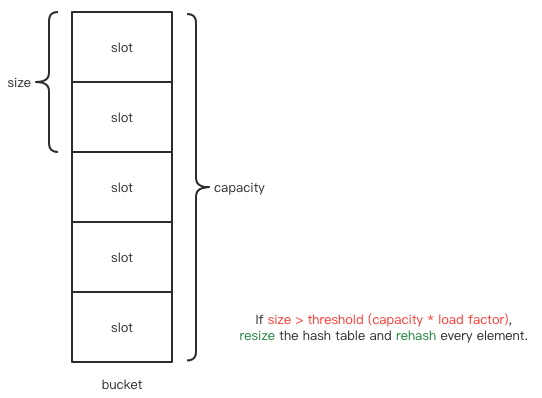 slot
size
slot
slot
capacity
slot
slot
If size > threshold (capacity * load factor),
resize the hash table and rehash every element.
bucket